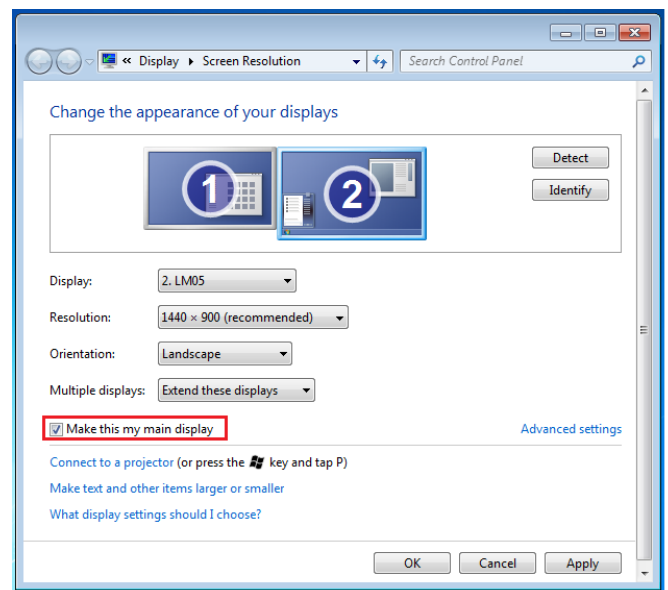 « Display ▸ Screen Resolution
Search Control Panel
Change the appearance of your displays
1
2
Detect
Identify
Display: 2. LM05
Resolution: 1440 × 900 (recommended)
Orientation: Landscape
Multiple displays: Extend these displays
Make this my main display
Advanced settings
Connect to a projector (or press the key and tap P)
Make text and other items larger or smaller
What display settings should I choose?
OK Cancel Apply